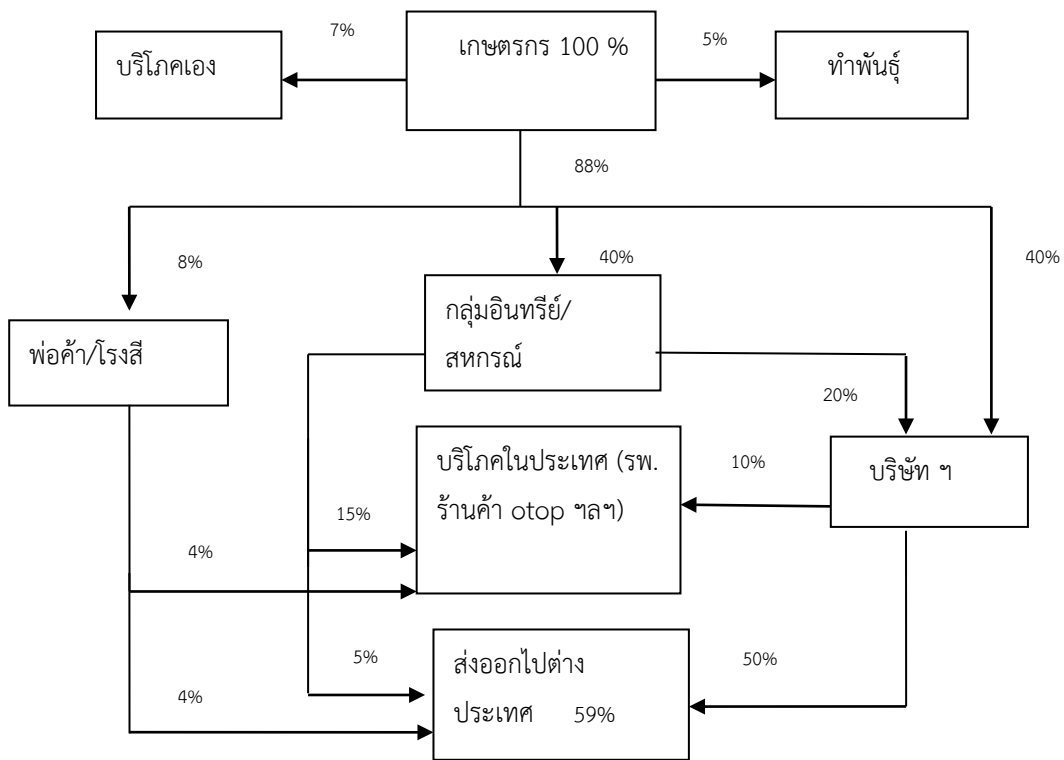 7%
เกษตรกร 100 %
5%
บริโภคเอง
ทำพันธุ์
88%
8%
40%
40%
กลุ่มอินทรีย์/
สหกรณ์
พ่อค้า/โรงสี
20%
บริโภคในประเทศ (รพ.
ร้านค้า otop ฯลฯ)
10%
บริษัท ฯ
15%
4%
5%
ส่งออกไปต่าง
ประเทศ 59%
50%
4%